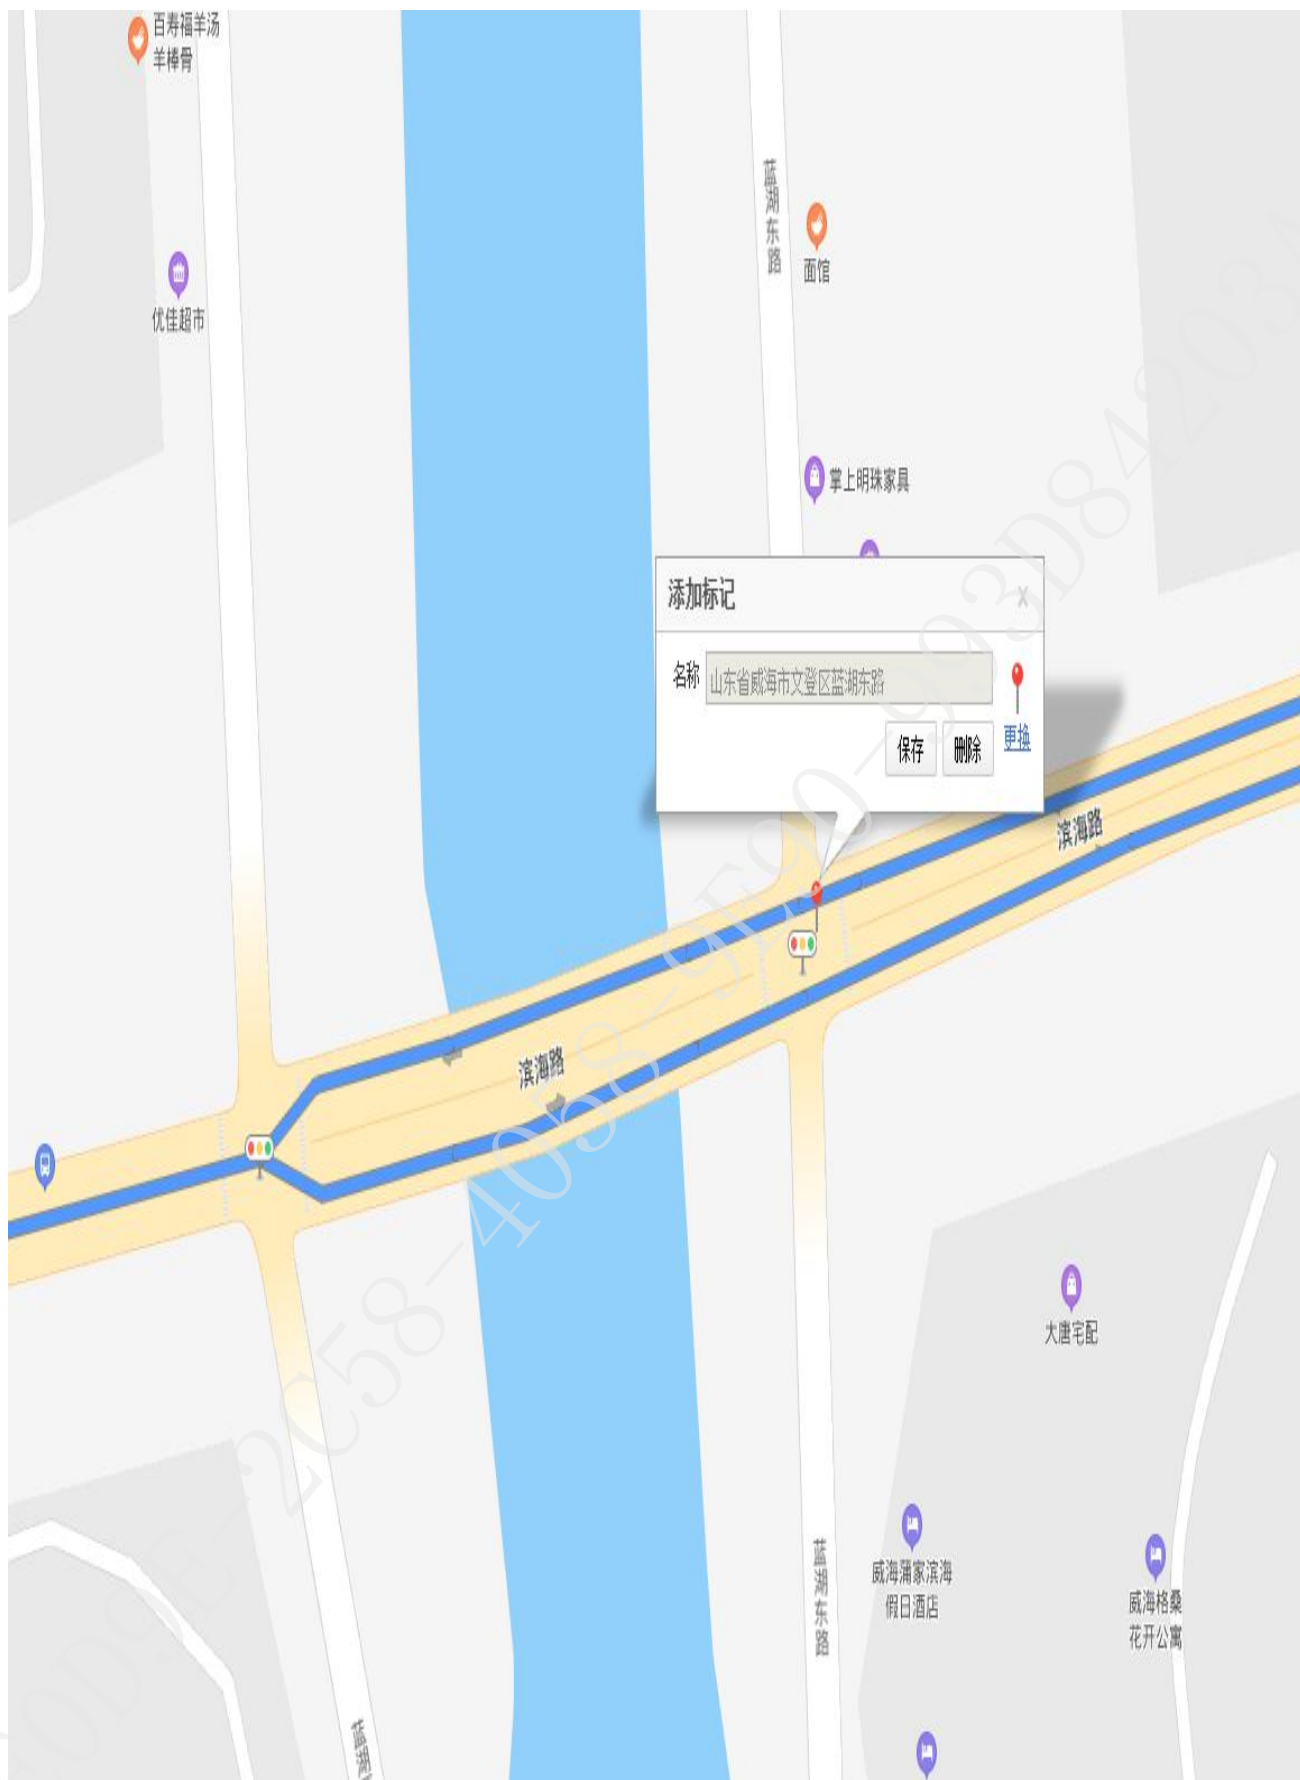 百寿福羊汤
羊棒骨
蓝湖东路
面馆
优佳超市
掌上明珠家具
添加标记
×
名称
山东省威海市文登区蓝湖东路
保存
删除
更换
滨海路
滨海路
大唐宅配
蓝湖东路
威海蒲家滨海
假日酒店
威海格桑
花开公寓
蓝湖